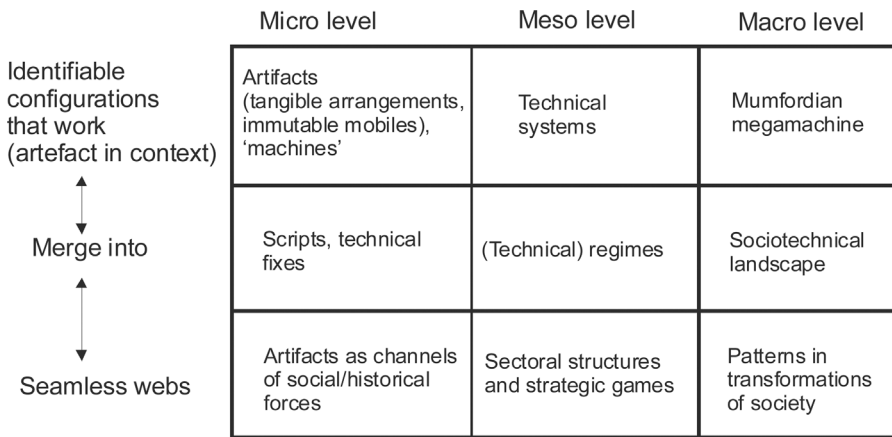 Micro level
Meso level
Macro level
Identifiable
configurations
that work
(artefact in context)
Artifacts
(tangible arrangements,
immutable mobiles),
‘machines’
Technical
systems
Mumfordian
megamachine
Merge into
Scripts, technical
fixes
(Technical) regimes
Sociotechnical
landscape
Seamless webs
Artifacts as channels
of social/historical
forces
Sectoral structures
and strategic games
Patterns in
transformations
of society